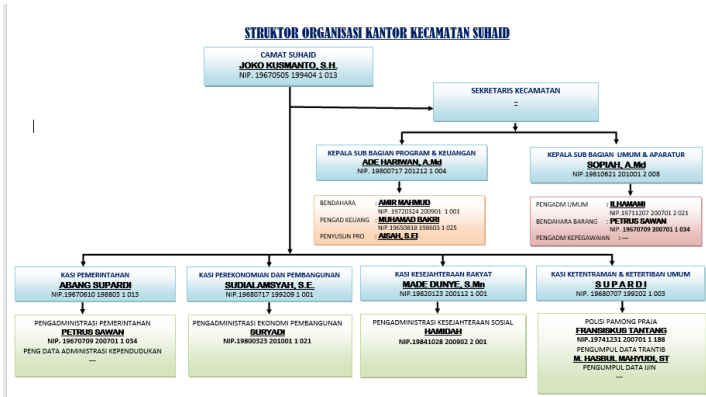 STRUKTOR ORGANISASI KANTOR KECAMATAN SUHAID
CAMAT SUHAID
JOKO KUSMANTO, S.H.
NIP. 19670505 199404 1 013
SEKRETARIS KECAMATAN
-
KEPALA SUB BAGIAN PROGRAM & KEUANGAN
ADE HARIWAN, A.Md
NIP. 19800717 201212 1 004
KEPALA SUB BAGIAN UMUM & APARATUR
SOPIAH, A.Md
NIP.19810621 201001 2 008
BENDAHARA : AMIR MAHMUD
NIP. 19720324 200901 1 001
PENGAD KEUANG : MUHAMAD BAKRI
NIP.19650818 198603 1 025
PENYUSUN PRO : AISAH, S.EI
PENGADM UMUM : ILHAMAMI
NIP.19711207 200701 2 021
BENDAHARA BARANG : PETRUS SAWAN
NIP. 19670709 200701 1 034
PENGADM KEPEGAWAIAN : ---
KASI PEMERINTAHAN
ABANG SUPARDI
NIP.19670610 198803 1 013
KASI PEREKONOMIAN DAN PEMBANGUNAN
SUDIALAMSYAH, S.E.
NIP.19680717 199209 1 001
KASI KESEJAHTERAAN RAKYAT
MADE DUNYE, S.Mn
NIP.19820123 200112 1 001
KASI KETENTRAMAN & KETERTIBAN UMUM
S U P A R D I
NIP. 19680707 199202 1 003
PENGADMINISTRASI PEMERINTAHAN
PETRUS SAWAN
NIP. 19670709 200701 1 034
PENG DATA ADMINISTRASI KEPENDUDUKAN
---
PENGADMINISTRASI EKONOMI PEMBANGUNAN
SURYADI
NIP.19800323 201001 1 021
PENGADMINISTRASI KESEJAHTERAAN SOSIAL
HAMIDAH
NIP.19841028 200902 2 001
POLISI PAMONG PRAJA
FRANSISKUS TANTANG
NIP.19741231 200701 1 188
PENGUMPUL DATA TRANTIB
M. HASBUL MAHYUDI, ST
PENGUMPUL DATA IJIN
---